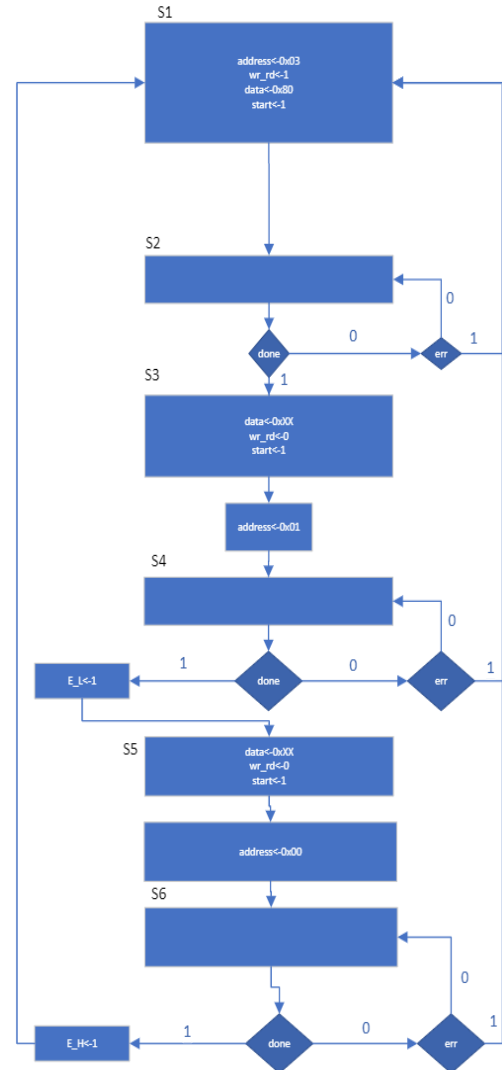 S1
address<-0x03
wr_rd<-1
data<-0x80
start<-1
S2
0
done
0
err
1
1
S3
data<-0xXX
wr_rd<-0
start<-1
address<-0x01
S4
0
E_L<-1
1
done
0
err
1
S5
data<-0xXX
wr_rd<-0
start<-1
address<-0x00
S6
0
E_H<-1
1
done
0
err
1